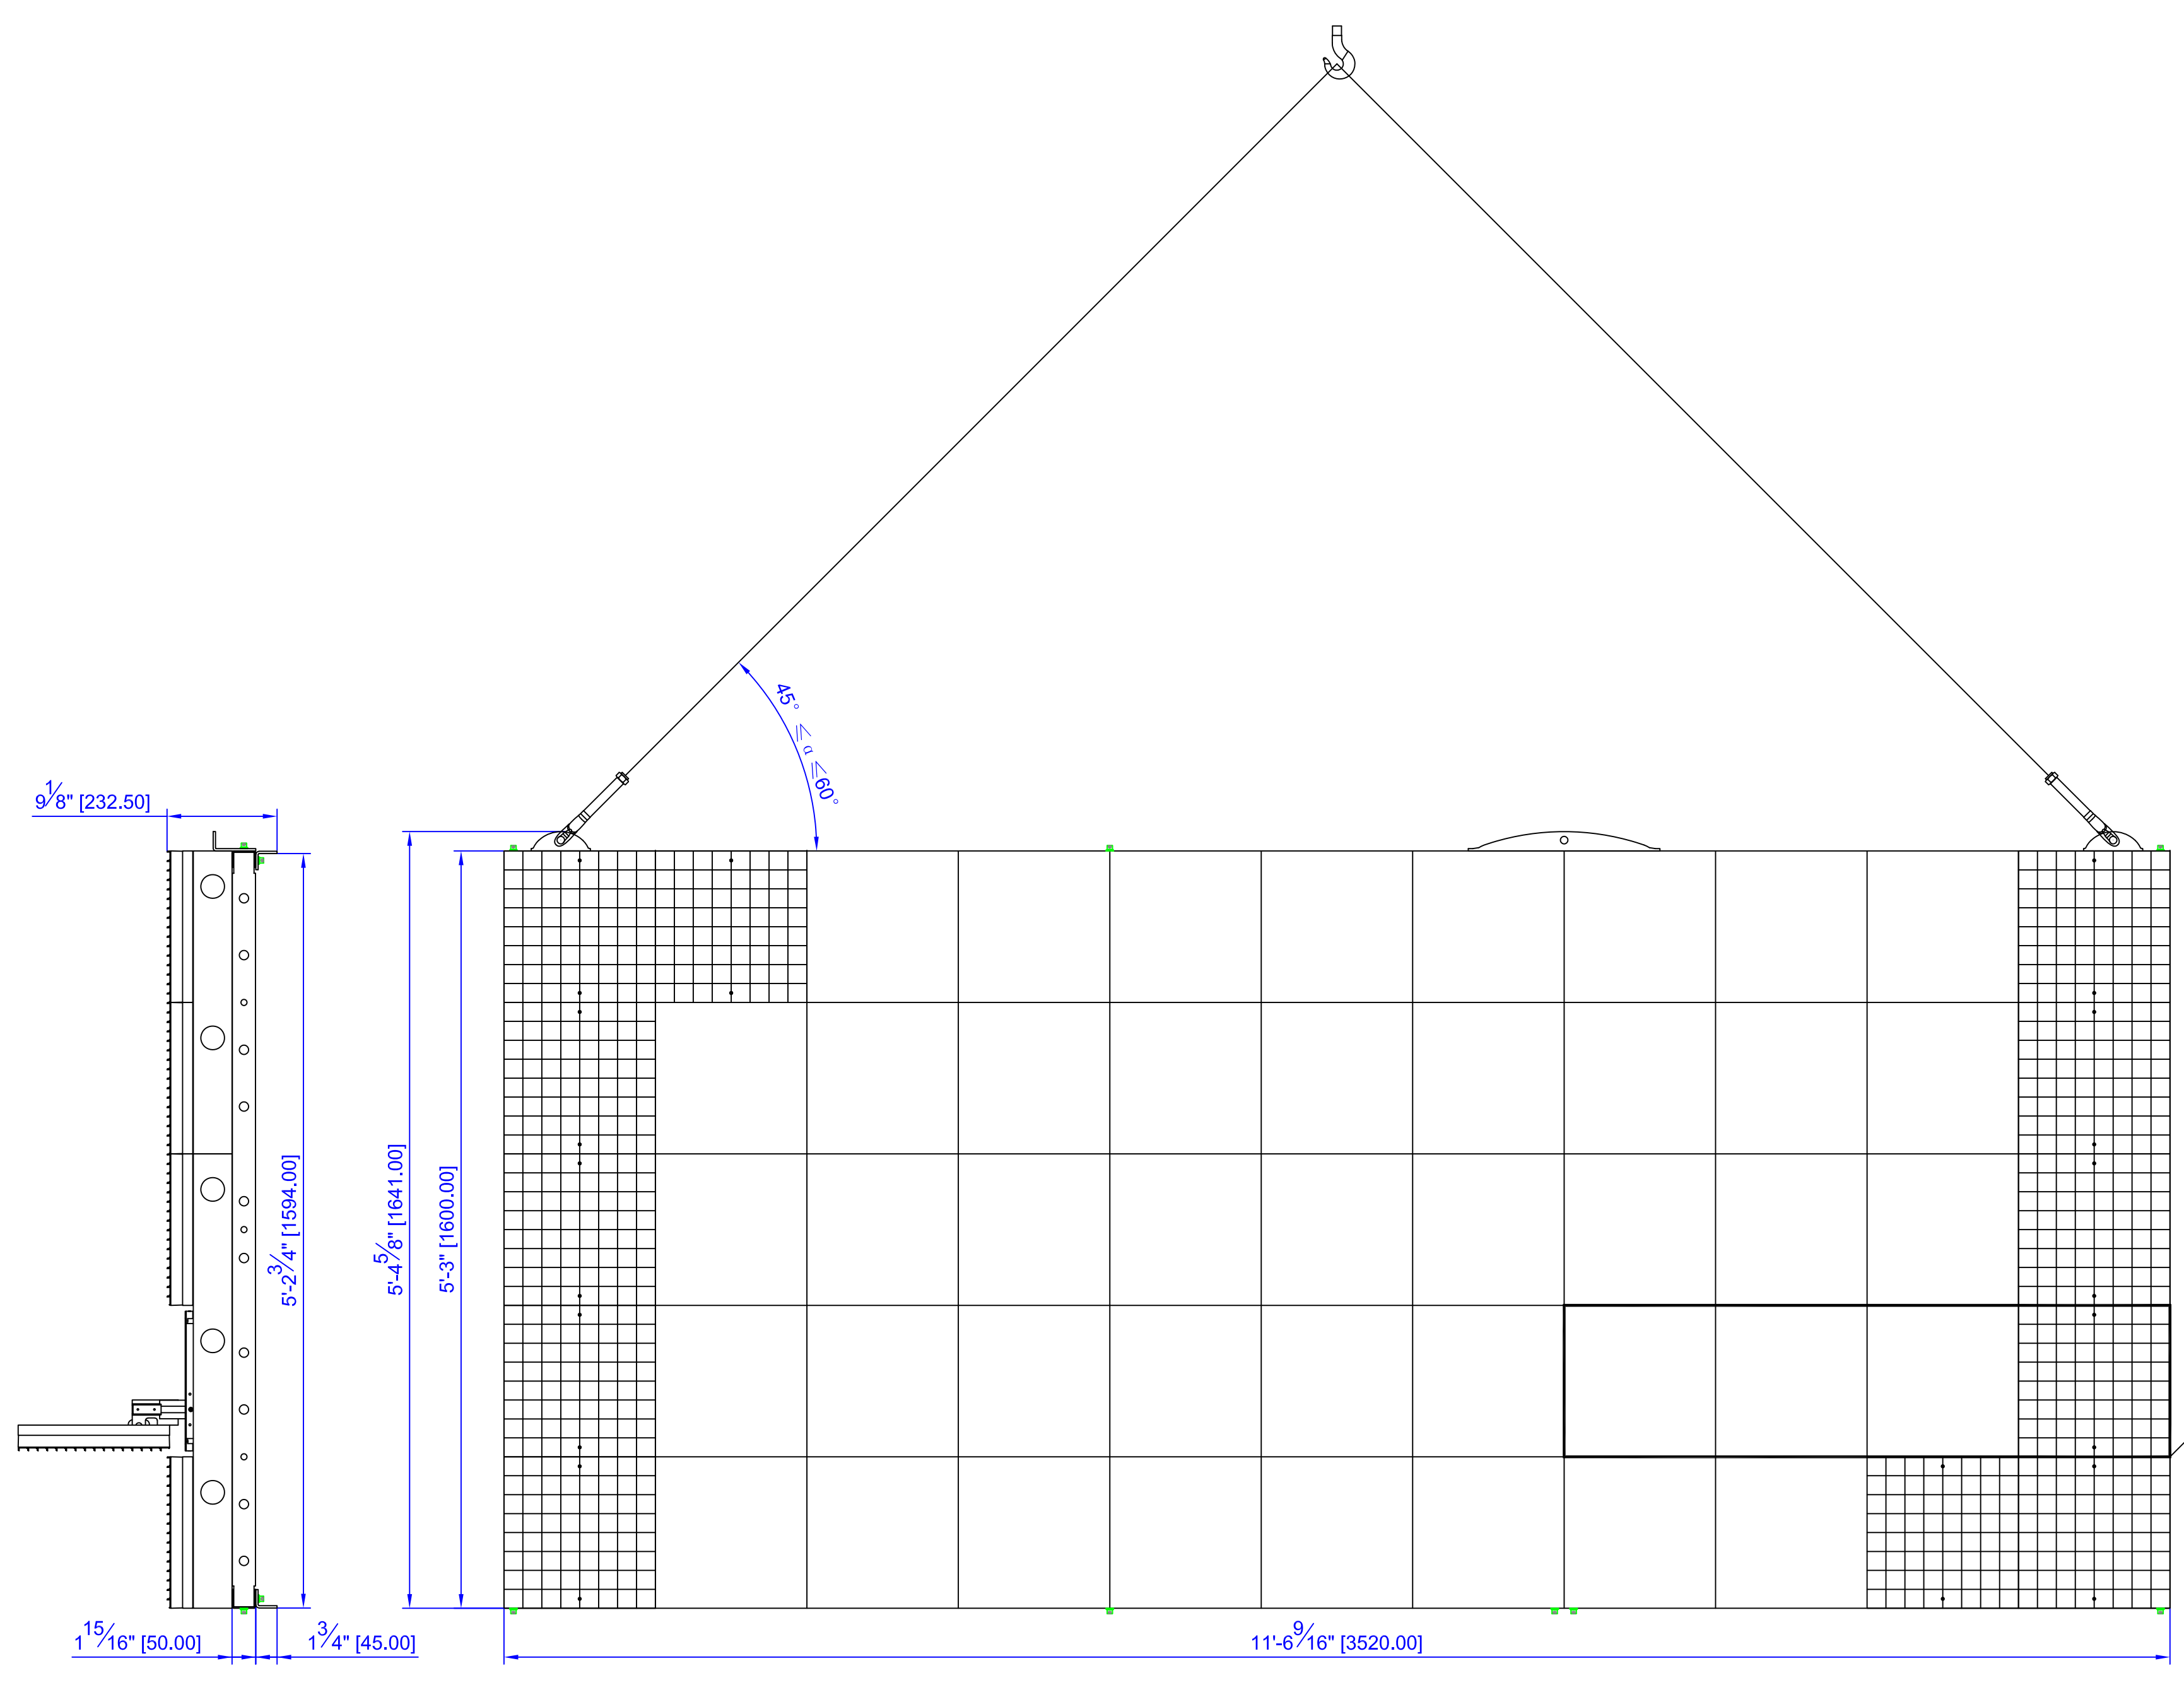 45° ≤ α ≤60°
9 1/8" [232.50]
5'-2 3/4" [1594.00]
5'-4 5/8" [1641.00]
5'-3" [1600.00]
1 15/16" [50.00]
1 3/4" [45.00]
11'-6 9/16" [3520.00]